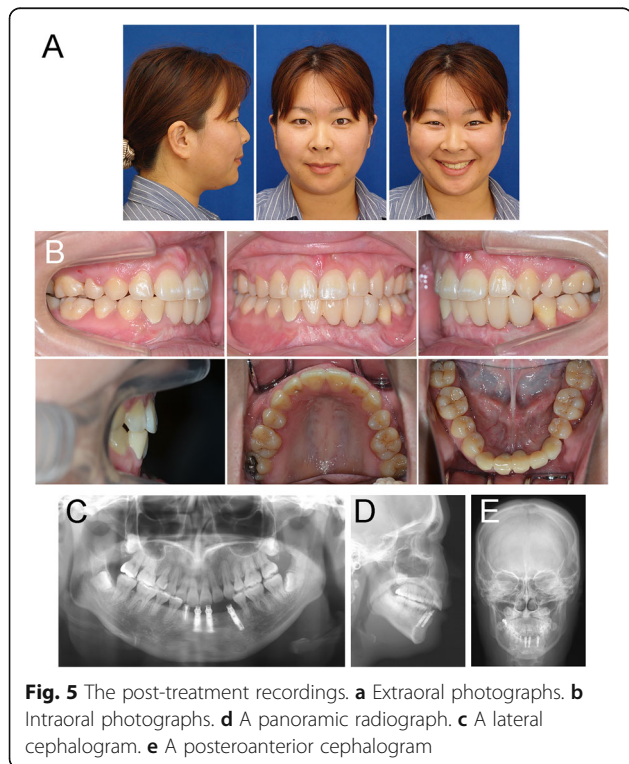 A
B
C
D
E
Fig. 5 The post-treatment recordings. a Extraoral photographs. b
Intraoral photographs. d A panoramic radiograph. c A lateral
cephalogram. e A posteroanterior cephalogram